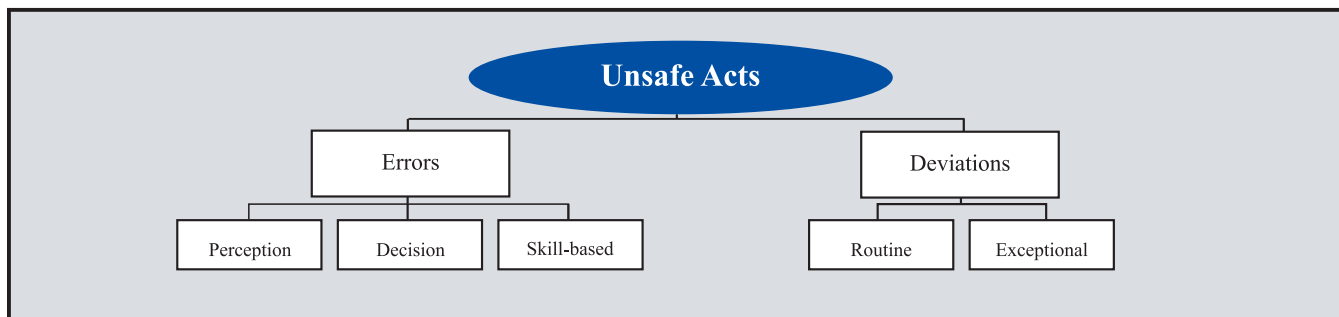 Unsafe Acts
Errors
Deviations
Perception
Decision
Skill-based
Routine
Exceptional